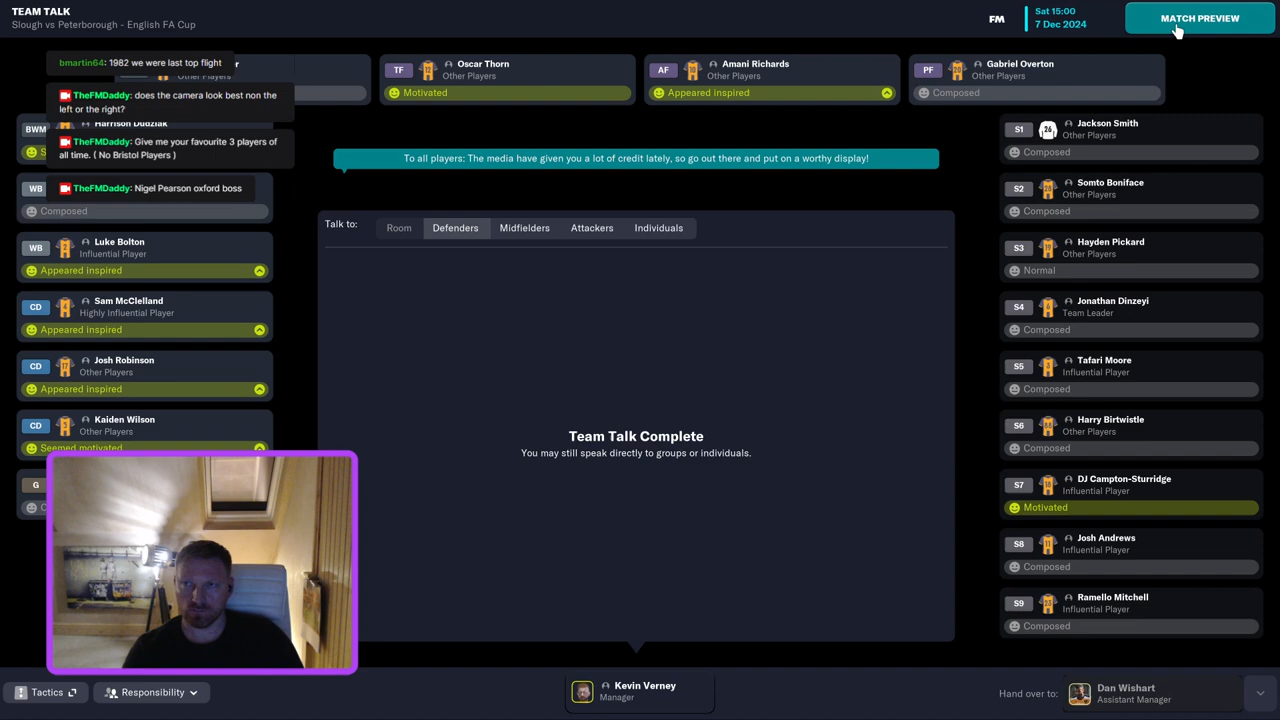 TEAM TALK
Slough vs Peterborough - English FA Cup
FM
Sat 15:00
7 Dec 2024
MATCH PREVIEW
bmartin64: 1982 we were last top flight
TheFMDaddy: does the camera look best non the
left or the right?
TheFMDaddy: Give me your favourite 3 players of
all time. ( No Bristol Players )
TheFMDaddy: Nigel Pearson oxford boss
TF
12
Oscar Thorn
Other Players
Motivated
AF
Amani Richards
Other Players
Appeared inspired
PF
Gabriel Overton
Other Players
Composed
BWM
Harrison Dudziak
WB
Composed
WB
2
Luke Bolton
Influential Player
Appeared inspired
CD
4
Sam McClelland
Highly Influential Player
Appeared inspired
CD
17
Josh Robinson
Other Players
Appeared inspired
CD
5
Kaiden Wilson
Other Players
Seemed motivated
G
To all players: The media have given you a lot of credit lately, so go out there and put on a worthy display!
Talk to:
Room
Defenders
Midfielders
Attackers
Individuals
Team Talk Complete
You may still speak directly to groups or individuals.
S1
26
Jackson Smith
Other Players
Composed
S2
Somto Boniface
Other Players
Composed
S3
Hayden Pickard
Other Players
Normal
S4
Jonathan Dinzeyi
Team Leader
Composed
S5
Tafari Moore
Influential Player
Composed
S6
Harry Birtwistle
Other Players
Composed
S7
DJ Campton-Sturridge
Influential Player
Motivated
S8
Josh Andrews
Influential Player
Composed
S9
Ramello Mitchell
Influential Player
Composed
Tactics
Responsibility
Kevin Verney
Manager
Hand over to:
Dan Wishart
Assistant Manager